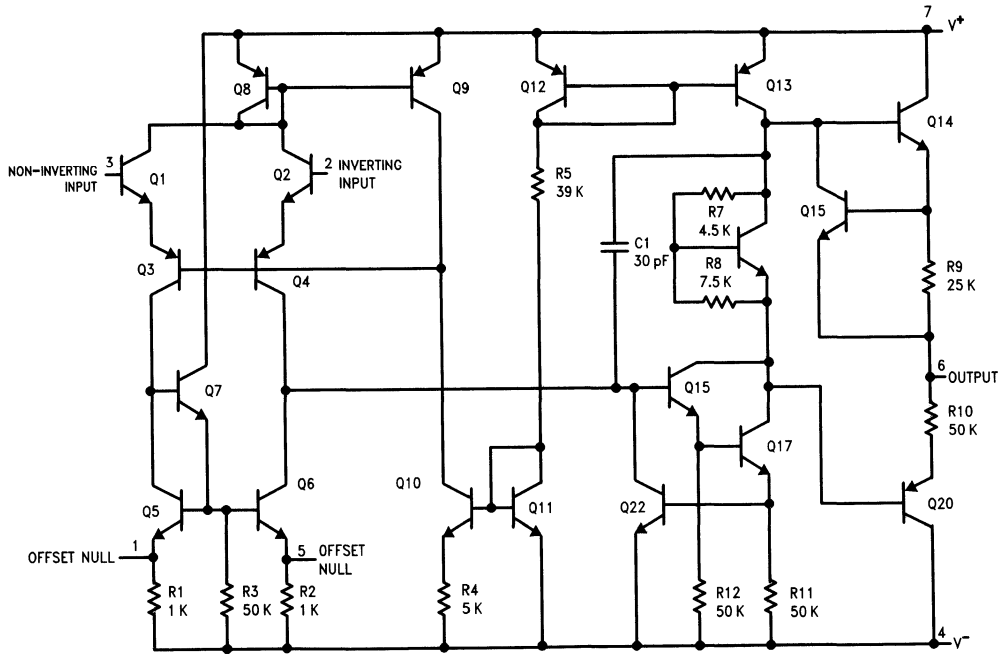 7
V+
Q8
Q9
Q12
Q13
Q14
NON-INVERTING
INPUT
3
Q1
Q2
2
INVERTING
INPUT
R5
39 K
R7
4.5 K
Q15
C1
30 pF
R8
7.5 K
R9
25 K
Q3
Q4
Q7
Q15
6
OUTPUT
R10
50 K
Q17
Q5
Q6
Q10
Q11
Q22
Q20
OFFSET NULL
1
5
OFFSET
NULL
R1
1 K
R3
50 K
R2
1 K
R4
5 K
R12
50 K
R11
50 K
4
V-